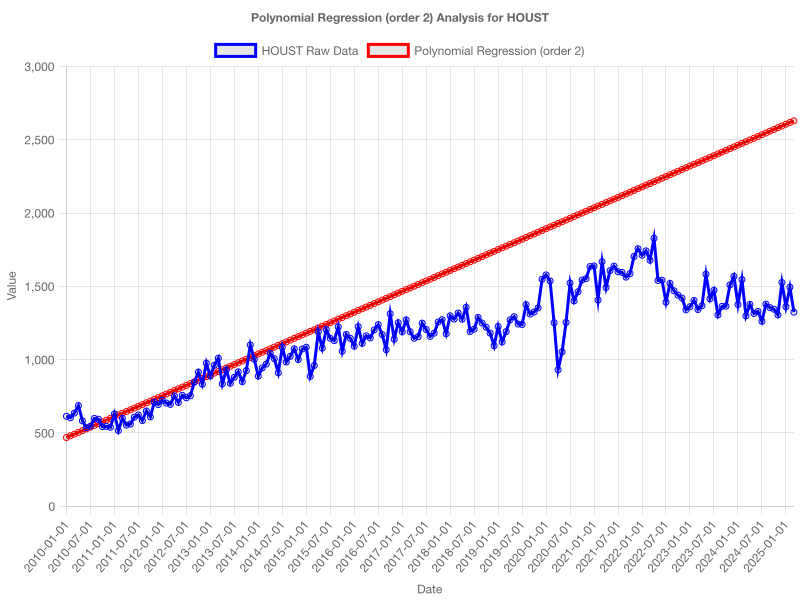 Polynomial Regression (order 2) Analysis for HOUST
HOUST Raw Data Polynomial Regression (order 2)
3,000
2,500
2,000
1,500
1,000
500
0
Value
2010-01-01 2010-07-01 2011-01-01 2011-07-01 2012-01-01 2012-07-01 2013-01-01 2013-07-01 2014-01-01 2014-07-01 2015-01-01 2015-07-01 2016-01-01 2016-07-01 2017-01-01 2017-07-01 2018-01-01 2018-07-01 2019-01-01 2019-07-01 2020-01-01 2020-07-01 2021-01-01 2021-07-01 2022-01-01 2022-07-01 2023-01-01 2023-07-01 2024-01-01 2024-07-01 2025-01-01
Date